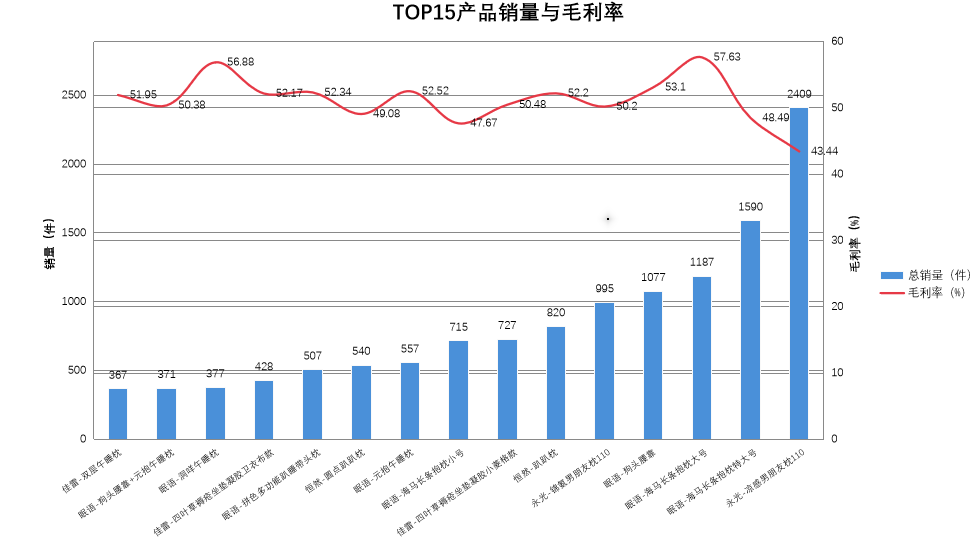 TOP15产品销量与毛利率
60
50
40
30
20
10
0
2500
2000
1500
1000
500
0
销量（件）
毛利率（%）
51.95
50.38
56.88
52.17
52.34
49.08
52.52
47.67
50.48
52.2
50.2
53.1
57.63
48.49
43.44
367
371
377
428
507
540
557
715
727
820
995
1077
1187
1590
2409
总销量（件）
毛利率（%）
佳雷-双层午睡枕
眠语-狗头腰靠+元抱午睡枕
眠语-洞洋午睡枕
佳雷-四叶草褥疮坐垫凝胶卫衣布款
眠语-拼色多功能趴睡带头枕
恒然-圆点趴趴枕
眠语-元抱午睡枕
眠语-海马长条抱枕小号
佳雷-四叶草褥疮坐垫凝胶小菱格款
恒然-趴趴枕
永光-锦氨男朋友枕110
眠语-狗头腰靠
眠语-海马长条抱枕大号
眠语-海马长条抱枕特大号
永光-凉感男朋友枕110